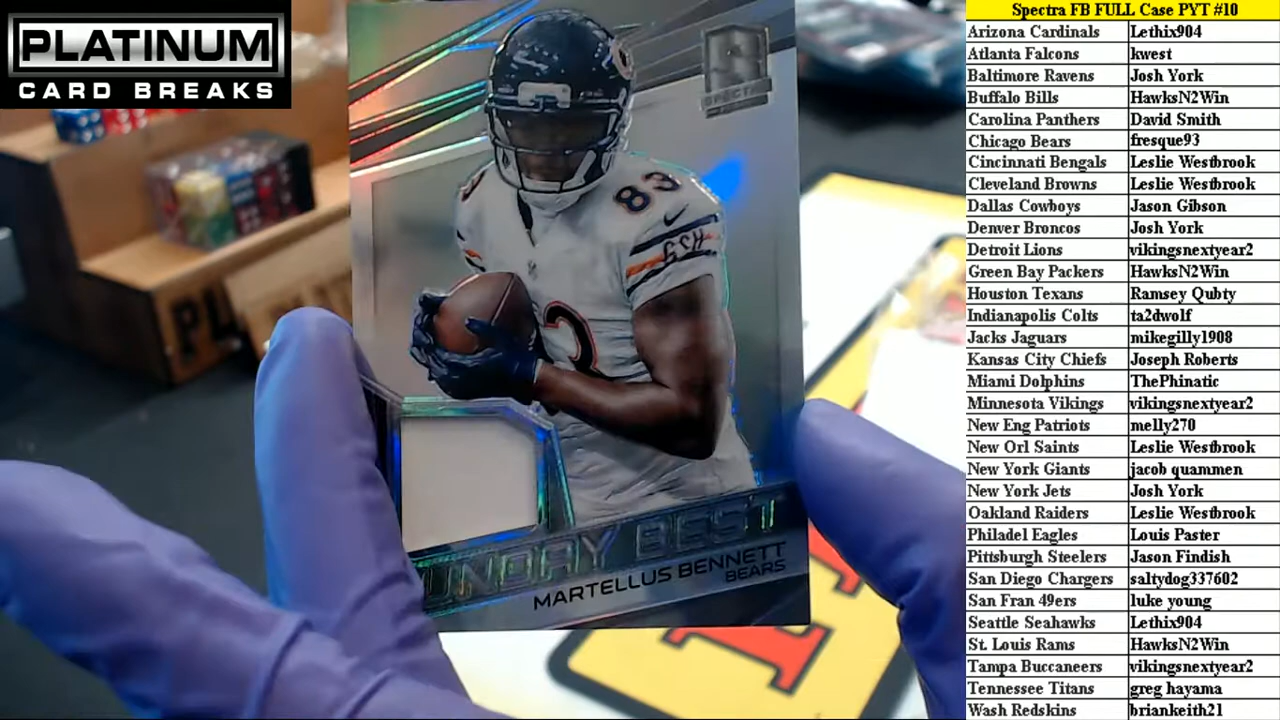 PLATINUM
CARD BREAKS
SPECTRA
83
GSH
83
SUNDAY BEST
MARTELLUS BENNETT
BEARS
Spectra FB FULL Case PYT #10
Arizona Cardinals Lethix904
Atlanta Falcons kwest
Baltimore Ravens Josh York
Buffalo Bills HawksN2Win
Carolina Panthers David Smith
Chicago Bears fresque93
Cincinnati Bengals Leslie Westbrook
Cleveland Browns Leslie Westbrook
Dallas Cowboys Jason Gibson
Denver Broncos Josh York
Detroit Lions vikingsnextyear2
Green Bay Packers HawksN2Win
Houston Texans Ramsey Qubty
Indianapolis Colts ta2dwolf
Jacks Jaguars mikegilly1908
Kansas City Chiefs Joseph Roberts
Miami Dolphins ThePhinatic
Minnesota Vikings vikingsnextyear2
New Eng Patriots melly270
New Orl Saints Leslie Westbrook
New York Giants jacob quammen
New York Jets Josh York
Oakland Raiders Leslie Westbrook
Philadel Eagles Louis Paster
Pittsburgh Steelers Jason Findish
San Diego Chargers saltydog337602
San Fran 49ers luke young
Seattle Seahawks Lethix904
St. Louis Rams HawksN2Win
Tampa Buccaneers vikingsnextyear2
Tennessee Titans greg hayama
Wash Redskins briankeith21